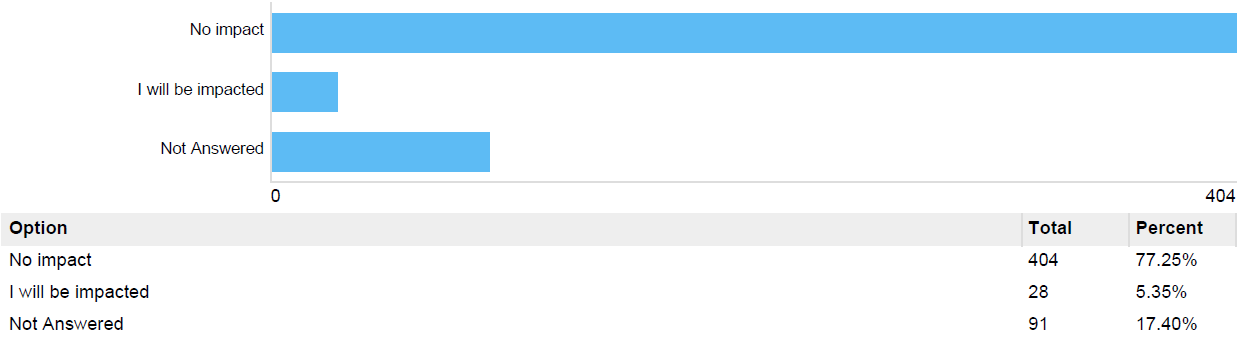 No impact
I will be impacted
Not Answered
0 404
Option Total Percent
No impact 404 77.25%
I will be impacted 28 5.35%
Not Answered 91 17.40%